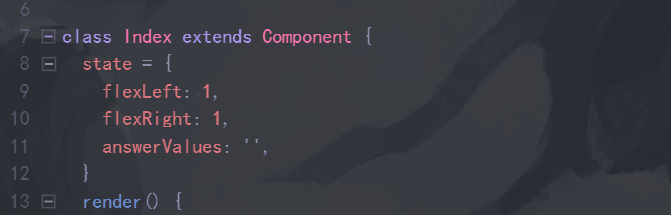 6
7 class Index extends Component {
8 state = {
9 flexLeft: 1,
10 flexRight: 1,
11 answerValues: '',
12 }
13 render() {